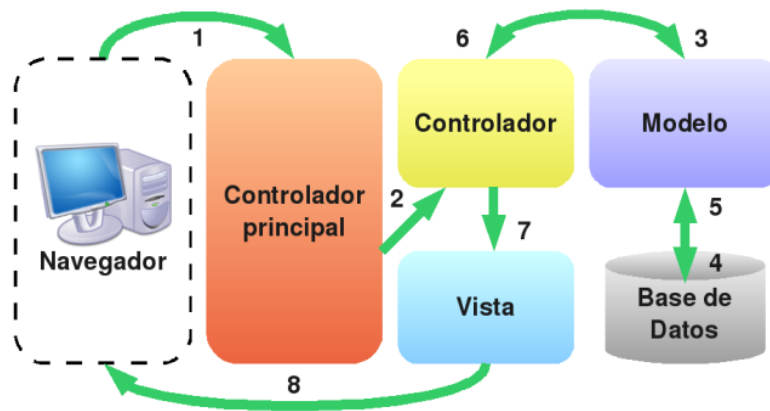 1
6
3
Controlador
Modelo
Controlador
principal
2
Navegador
7
5
4
Vista
Base de
Datos
8